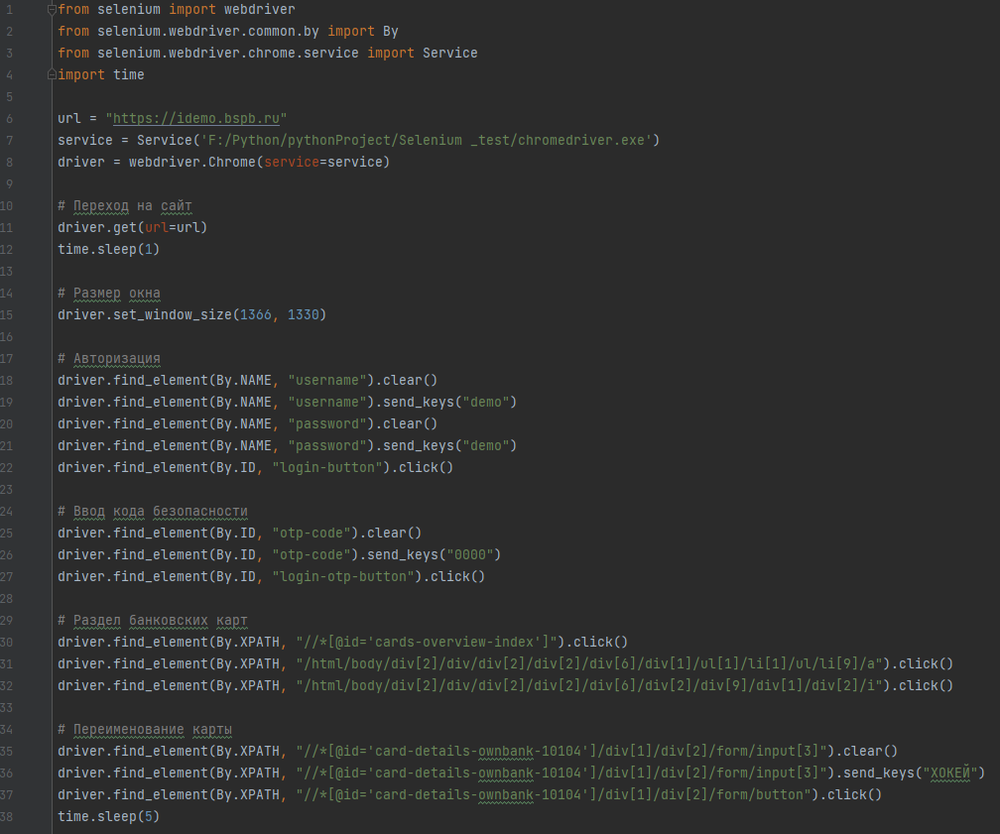 1 from selenium import webdriver
2 from selenium.webdriver.common.by import By
3 from selenium.webdriver.chrome.service import Service
4 import time
5
6 url = "https://idemo.bspb.ru"
7 service = Service('F:/Python/pythonProject/Selenium _test/chromedriver.exe')
8 driver = webdriver.Chrome(service=service)
9
10 # Переход на сайт
11 driver.get(url=url)
12 time.sleep(1)
13
14 # Размер окна
15 driver.set_window_size(1366, 1330)
16
17 # Авторизация
18 driver.find_element(By.NAME, "username").clear()
19 driver.find_element(By.NAME, "username").send_keys("demo")
20 driver.find_element(By.NAME, "password").clear()
21 driver.find_element(By.NAME, "password").send_keys("demo")
22 driver.find_element(By.ID, "login-button").click()
23
24 # Ввод кода безопасности
25 driver.find_element(By.ID, "otp-code").clear()
26 driver.find_element(By.ID, "otp-code").send_keys("0000")
27 driver.find_element(By.ID, "login-otp-button").click()
28
29 # Раздел банковских карт
30 driver.find_element(By.XPATH, "//*[@id='cards-overview-index']").click()
31 driver.find_element(By.XPATH, "/html/body/div[2]/div/div[2]/div[2]/div[6]/div[1]/ul[1]/li[1]/ul/li[9]/a").click()
32 driver.find_element(By.XPATH, "/html/body/div[2]/div/div[2]/div[2]/div[6]/div[2]/div[9]/div[1]/div[2]/i").click()
33
34 # Переименование карты
35 driver.find_element(By.XPATH, "//*[@id='card-details-ownbank-10104']/div[1]/div[2]/form/input[3]").clear()
36 driver.find_element(By.XPATH, "//*[@id='card-details-ownbank-10104']/div[1]/div[2]/form/input[3]").send_keys("ХОКЕЙ")
37 driver.find_element(By.XPATH, "//*[@id='card-details-ownbank-10104']/div[1]/div[2]/form/button").click()
38 time.sleep(5)